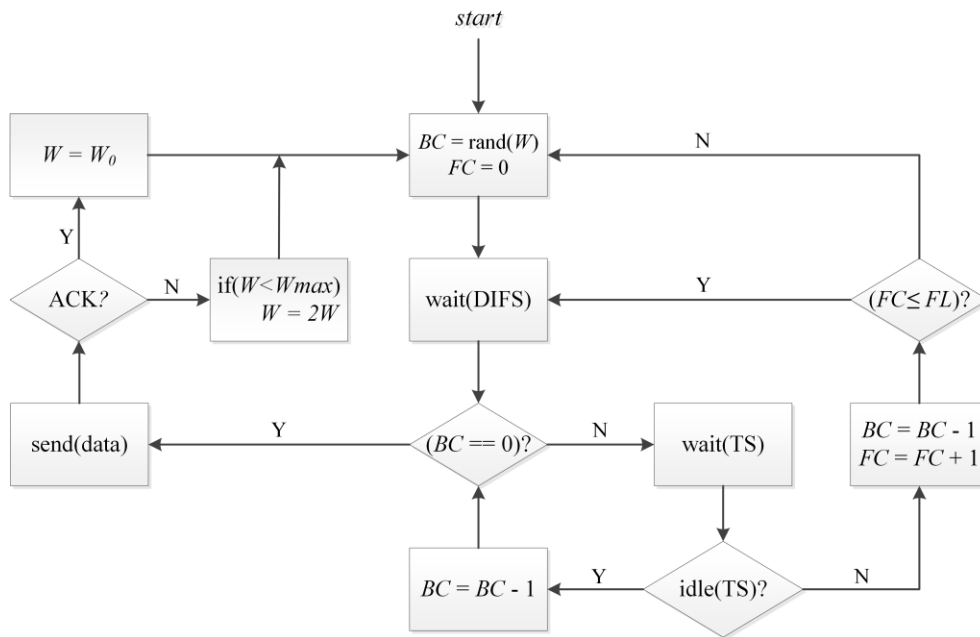 start
W = W₀
BC = rand(W)
FC = 0
N
Y
ACK?
N
if(W<Wmax)
W = 2W
wait(DIFS)
Y
(FC≤ FL)?
send(data)
Y
(BC == 0)?
N
wait(TS)
BC = BC - 1
FC = FC + 1
BC = BC - 1
Y
idle(TS)?
N